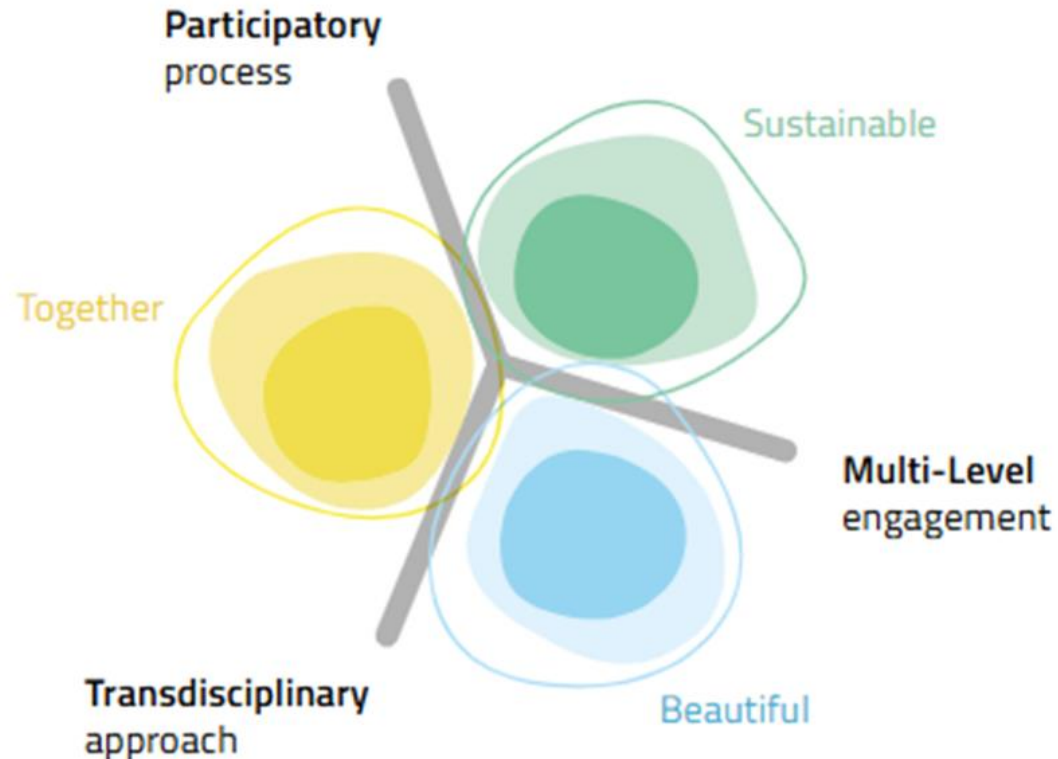 Participatory
process
Sustainable
Together
Multi-Level
engagement
Transdisciplinary
approach
Beautiful